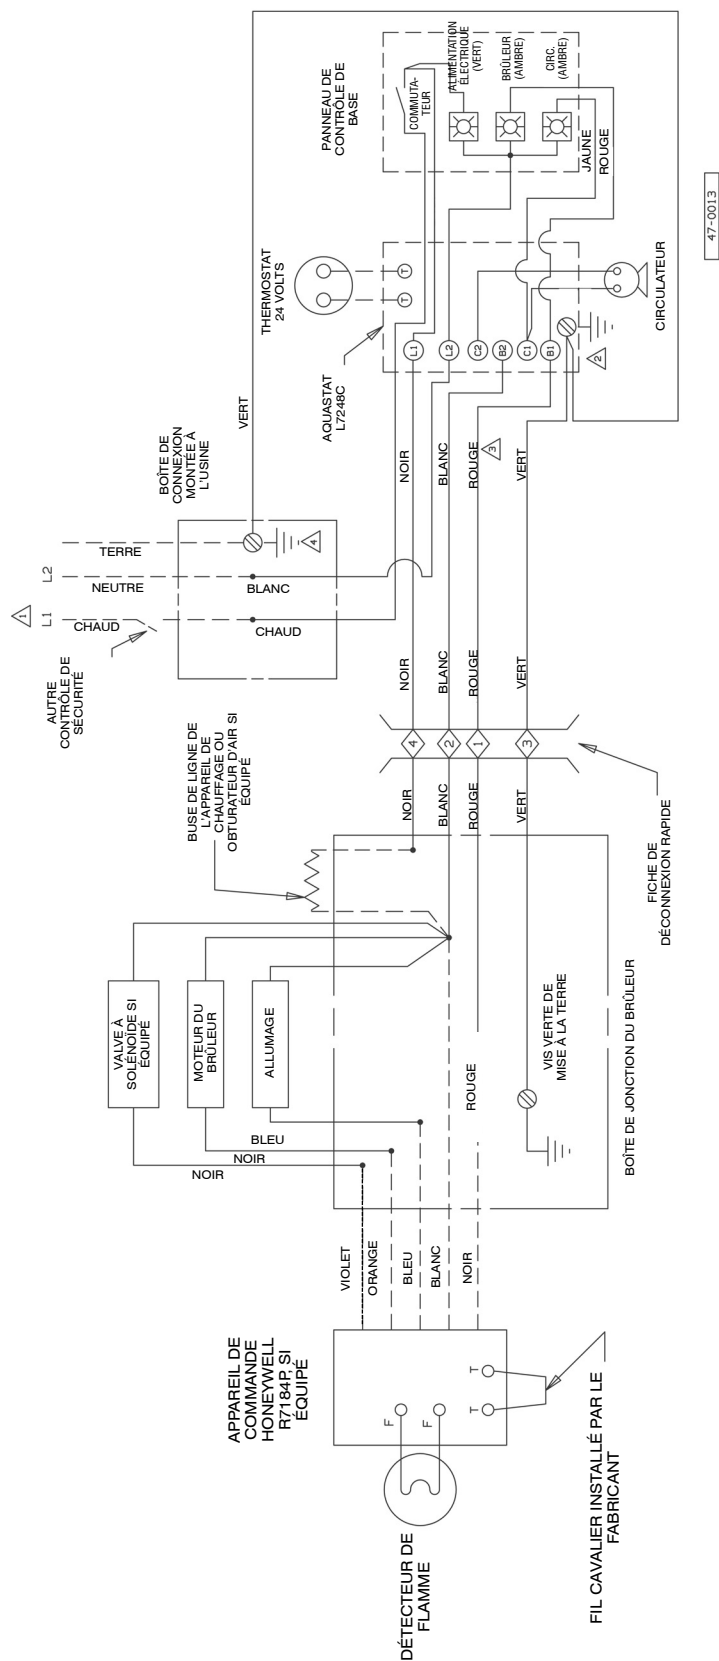 47-0013
VERT
PANNEAU DE
CONTRÔLE DE
BASE
COMMUTA-
TEUR
ALIMENTATION
ÉLECTRIQUE
(VERT)
BRÛLEUR
(AMBRE)
CIRC.
(AMBRE)
JAUNE
ROUGE
THERMOSTAT
24 VOLTS
T
T
CIRCULATEUR
AQUASTAT
L7248C
L1
L2
C2
B2
C1
B1
2
BOÎTE DE
CONNEXION
MONTÉE À
L'USINE
TERRE
L2
NEUTRE
1
L1
CHAUD
4
BLANC
CHAUD
AUTRE
CONTRÔLE DE
SÉCURITÉ
NOIR
BLANC
ROUGE
3
VERT
NOIR
BLANC
ROUGE
VERT
4
2
1
3
NOIR
BLANC
ROUGE
VERT
FICHE DE
DÉCONNEXION RAPIDE
BUSE DE LIGNE DE
L'APPAREIL DE
CHAUFFAGE OU
OBTURATEUR D'AIR SI
ÉQUIPÉ
VALVE À
SOLÉNOÏDE SI
ÉQUIPÉ
MOTEUR DU
BRÛLEUR
ALLUMAGE
ROUGE
VIS VERTE DE
MISE À LA TERRE
BOÎTE DE JONCTION DU BRÛLEUR
BLEU
NOIR
NOIR
VIOLET
ORANGE
BLEU
BLANC
NOIR
APPAREIL DE
COMMANDE
HONEYWELL
R7184P, SI
ÉQUIPÉ
F
F
T
T
DÉTECTEUR DE
FLAMME
FIL CAVALIER INSTALLÉ PAR LE
FABRICANT